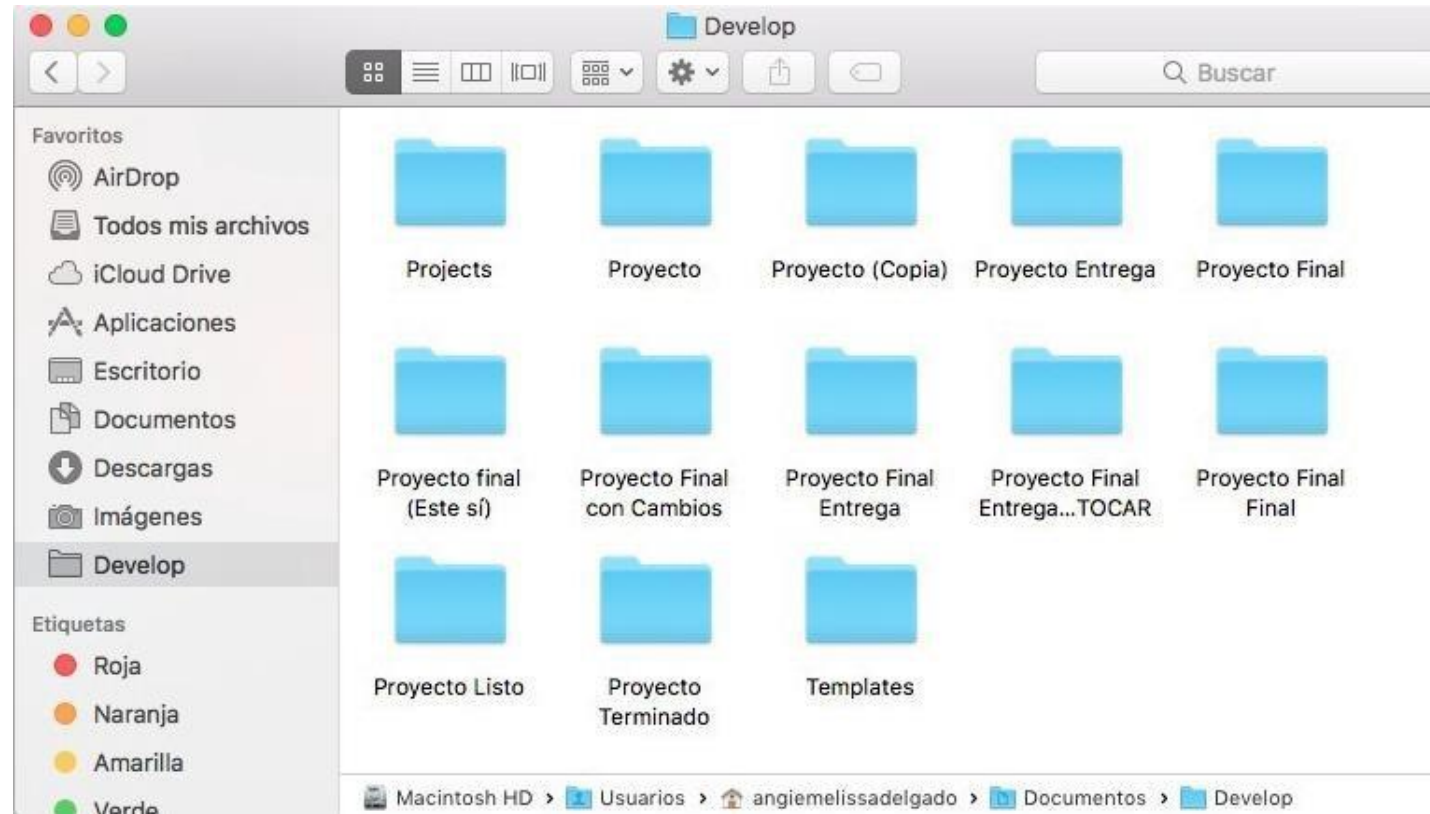 Develop
Buscar
Favoritos
AirDrop
Todos mis archivos
iCloud Drive
Aplicaciones
Escritorio
Documentos
Descargas
Imágenes
Develop
Etiquetas
Roja
Naranja
Amarilla
Verde
Projects
Proyecto
Proyecto (Copia)
Proyecto Entrega
Proyecto Final
Proyecto final
(Este sí)
Proyecto Final
con Cambios
Proyecto Final
Entrega
Proyecto Final
Entrega...TOCAR
Proyecto Final
Final
Proyecto Listo
Proyecto
Terminado
Templates
Macintosh HD › Usuarios › angiemelissadelgado › Documentos › Develop